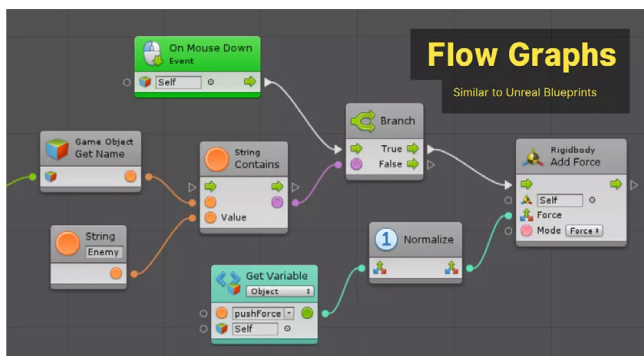 Flow Graphs
Similar to Unreal Blueprints
On Mouse Down
Event
Self
Game Object
Get Name
String
Enemy
String
Contains
Value
Branch
True
False
Get Variable
Object
pushForce
Self
1
Normalize
Rigidbody
Add Force
Self
Force
Mode Force